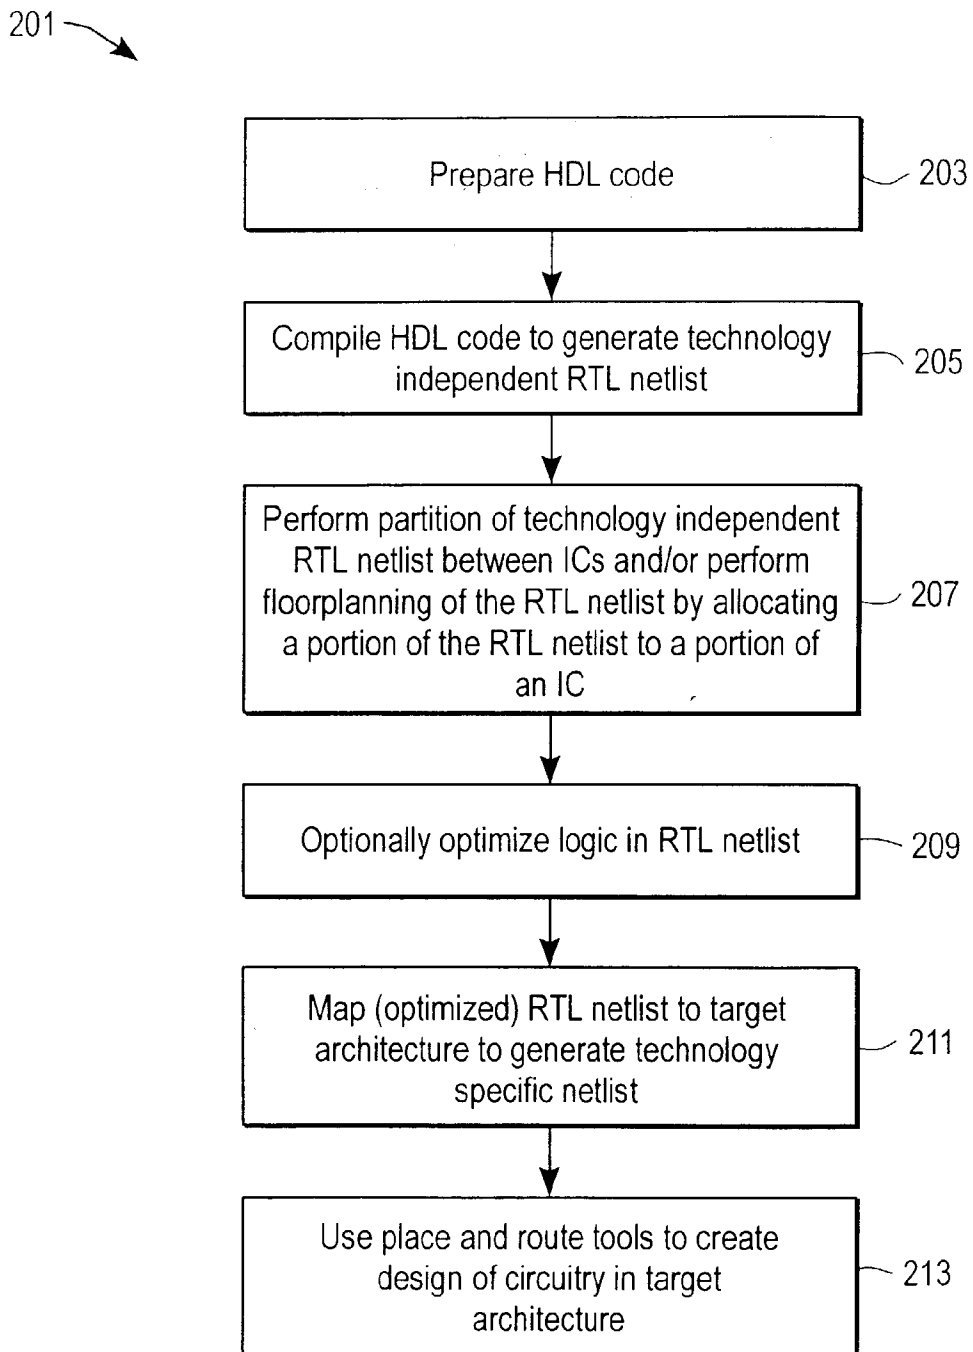 201
Prepare HDL code
203
Compile HDL code to generate technology
independent RTL netlist
205
Perform partition of technology independent
RTL netlist between ICs and/or perform
floorplanning of the RTL netlist by allocating
a portion of the RTL netlist to a portion of
an IC
207
Optionally optimize logic in RTL netlist
209
Map (optimized) RTL netlist to target
architecture to generate technology
specific netlist
211
Use place and route tools to create
design of circuitry in target
architecture
213